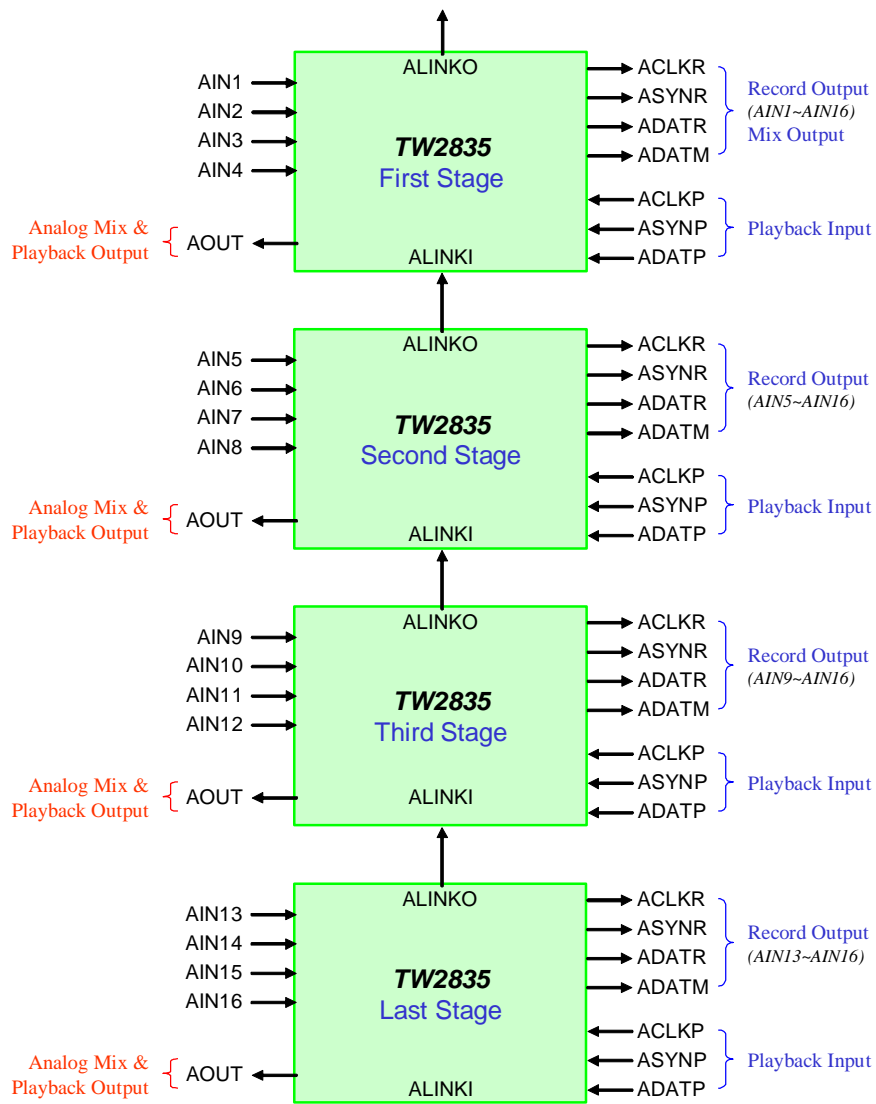 ALINKO
AIN1
AIN2
AIN3
AIN4
TW2835
First Stage
Analog Mix &
Playback Output
AOUT
ALINKI
ACLKR
ASYNR
ADATR
ADATM
Record Output
(AIN1~AIN16)
Mix Output
ACLKP
ASYNP
ADATP
Playback Input
ALINKO
AIN5
AIN6
AIN7
AIN8
TW2835
Second Stage
Analog Mix &
Playback Output
AOUT
ALINKI
ACLKR
ASYNR
ADATR
ADATM
Record Output
(AIN5~AIN16)
ACLKP
ASYNP
ADATP
Playback Input
ALINKO
AIN9
AIN10
AIN11
AIN12
TW2835
Third Stage
Analog Mix &
Playback Output
AOUT
ALINKI
ACLKR
ASYNR
ADATR
ADATM
Record Output
(AIN9~AIN16)
ACLKP
ASYNP
ADATP
Playback Input
ALINKO
AIN13
AIN14
AIN15
AIN16
TW2835
Last Stage
Analog Mix &
Playback Output
AOUT
ALINKI
ACLKR
ASYNR
ADATR
ADATM
Record Output
(AIN13~AIN16)
ACLKP
ASYNP
ADATP
Playback Input